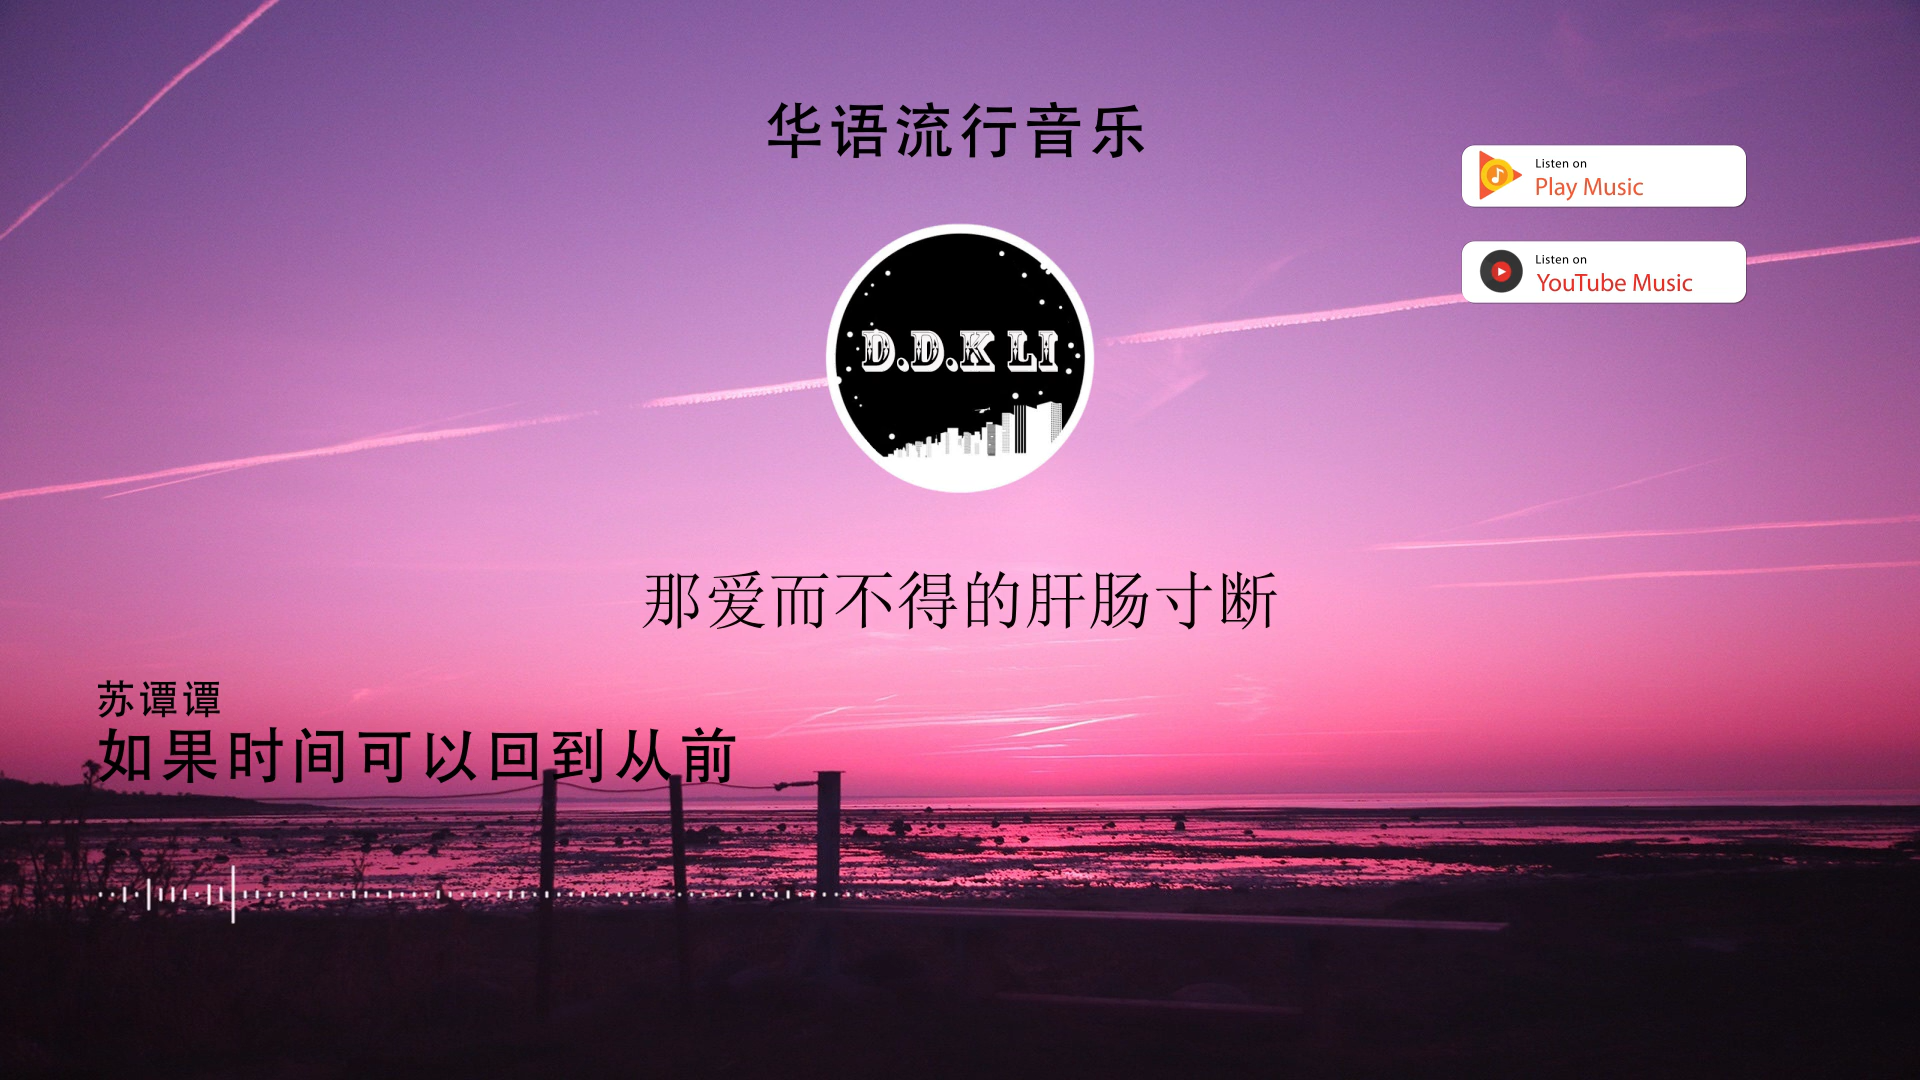 华语流行音乐
Listen on
Play Music
Listen on
YouTube Music
D.D.K LI
那爱而不得的肝肠寸断
苏谭谭
如果时间可以回到从前